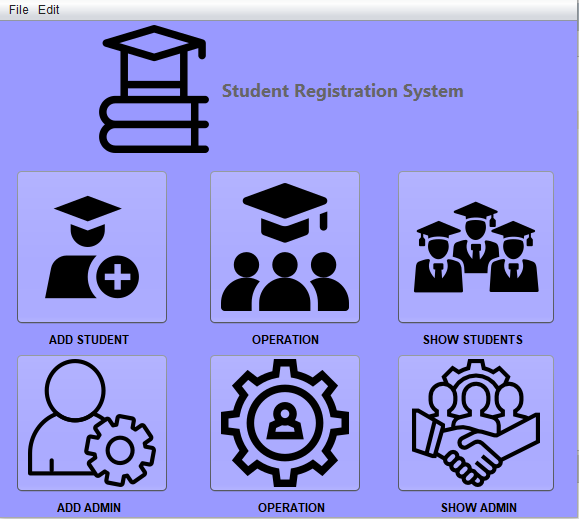 File Edit
Student Registration System
ADD STUDENT OPERATION SHOW STUDENTS
ADD ADMIN OPERATION SHOW ADMIN